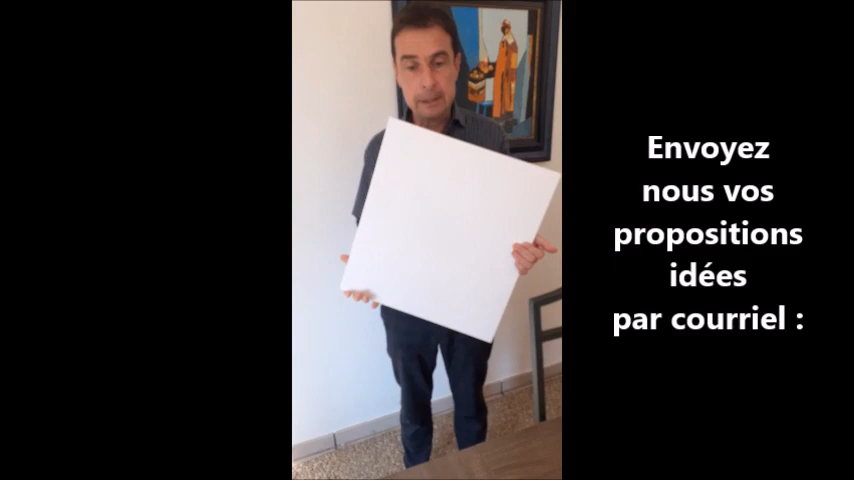 Envoyez
nous vos
propositions
idées
par courriel :